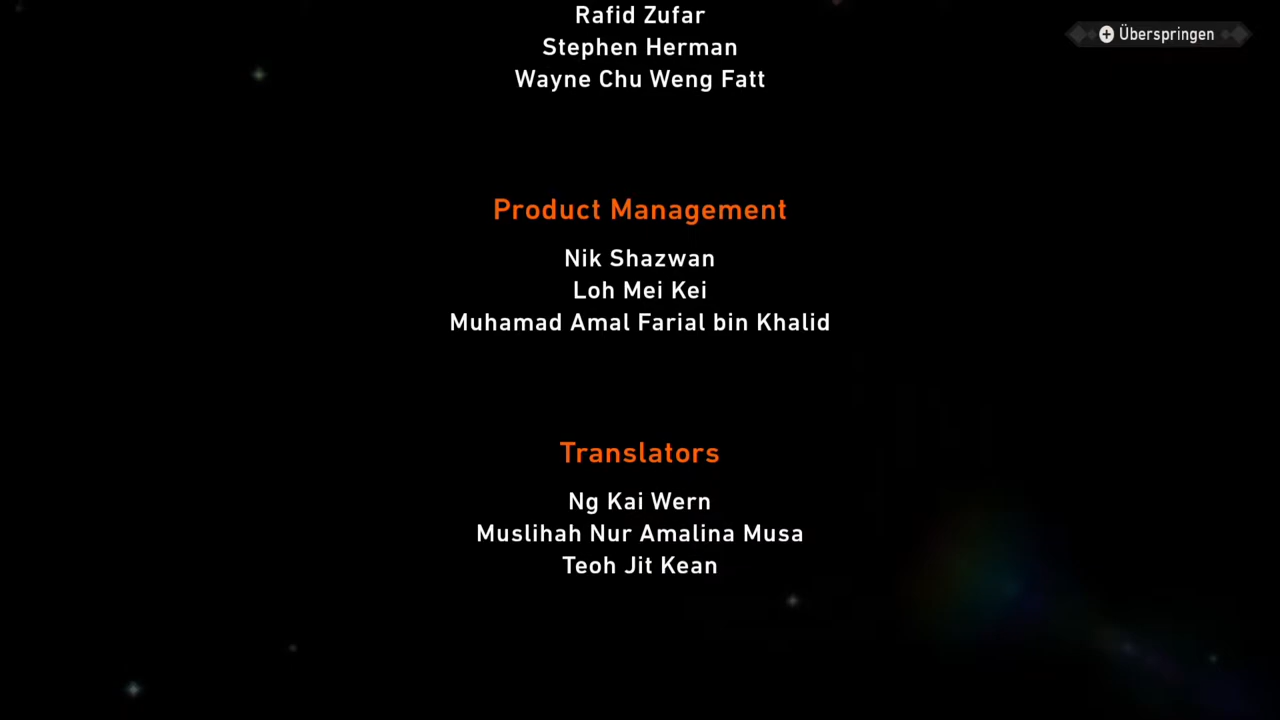 Rafid Zufar
Überspringen
Stephen Herman
Wayne Chu Weng Fatt
Product Management
Nik Shazwan
Loh Mei Kei
Muhamad Amal Farial bin Khalid
Translators
Ng Kai Wern
Muslihah Nur Amalina Musa
Teoh Jit Kean